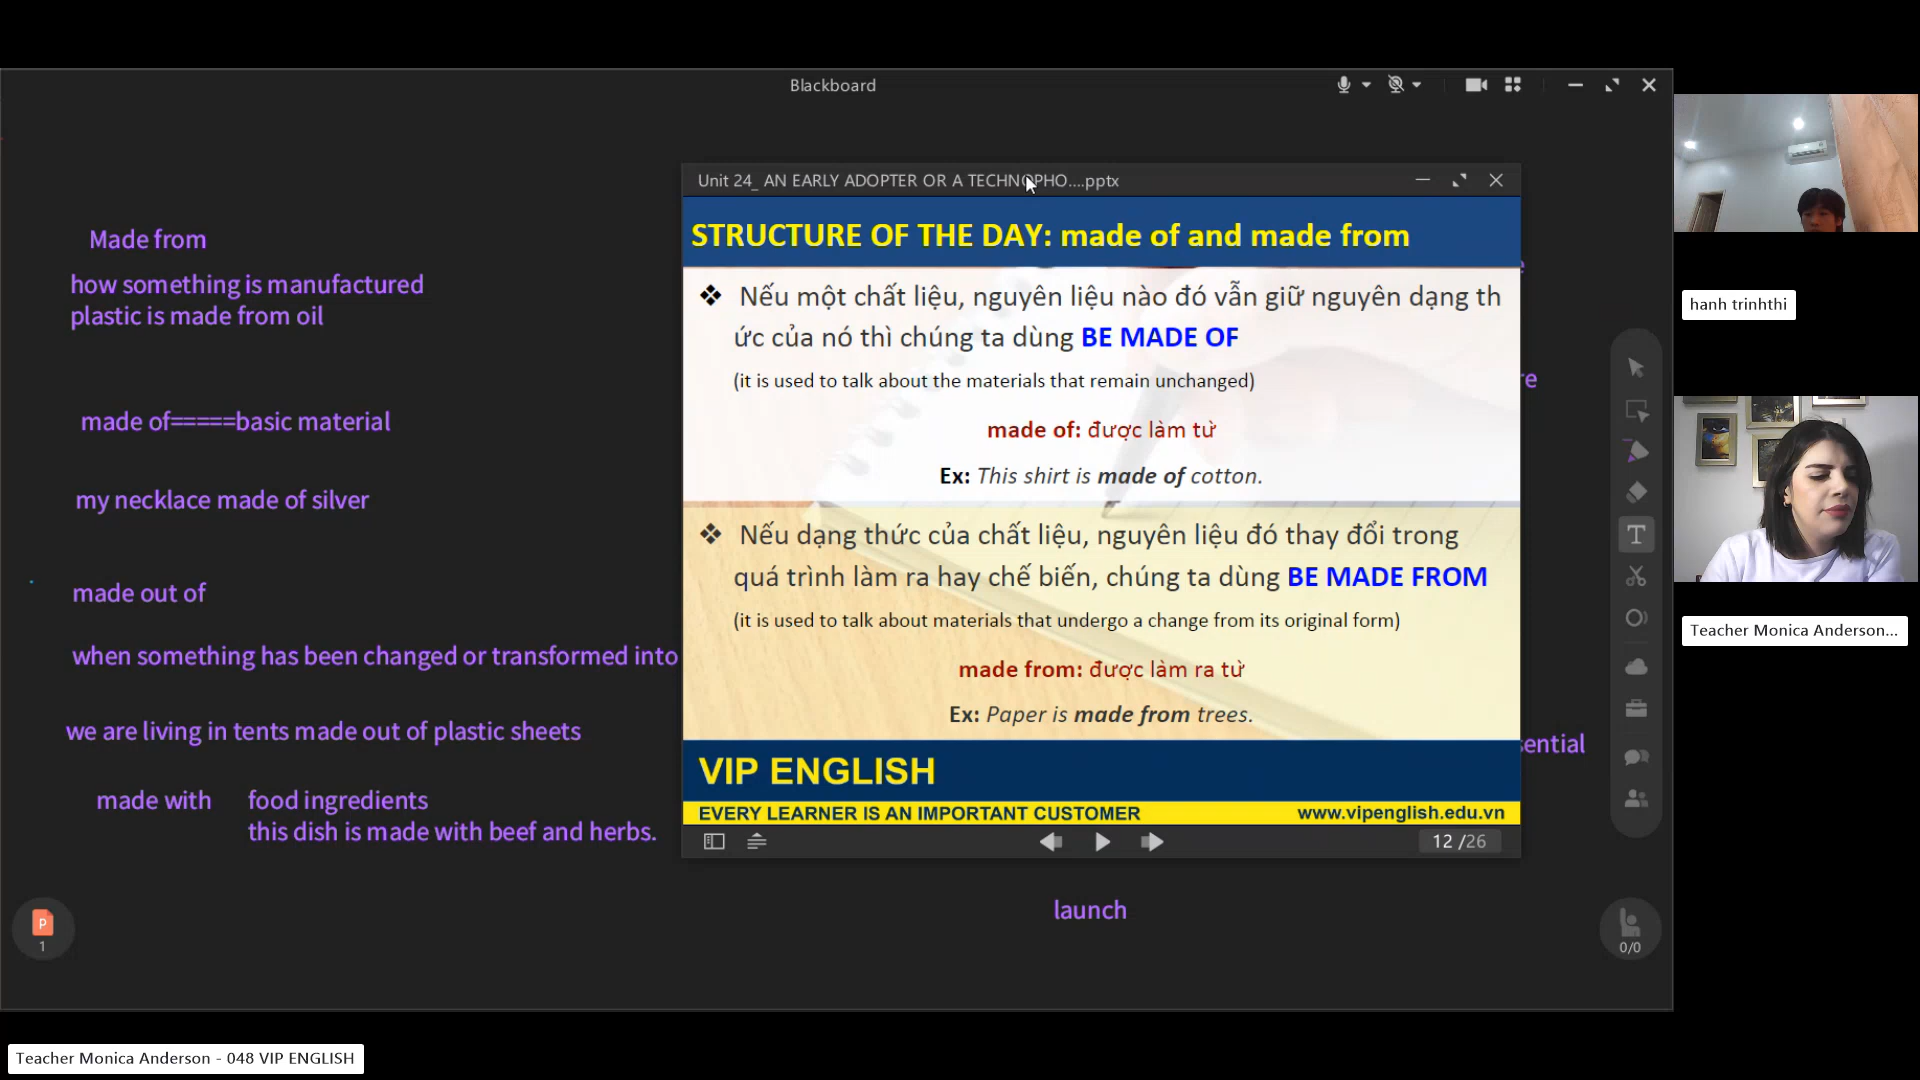 Blackboard
Made from
how something is manufactured
plastic is made from oil
made of=====basic material
my necklace made of silver
made out of
when something has been changed or transformed into
we are living in tents made out of plastic sheets
made with food ingredients
this dish is made with beef and herbs.
Unit 24_ AN EARLY ADOPTER OR A TECHNOPHO....pptx
STRUCTURE OF THE DAY: made of and made from
❖ Nếu một chất liệu, nguyên liệu nào đó vẫn giữ nguyên dạng th
ức của nó thì chúng ta dùng BE MADE OF
(it is used to talk about the materials that remain unchanged)
made of: được làm từ
Ex: This shirt is made of cotton.
❖ Nếu dạng thức của chất liệu, nguyên liệu đó thay đổi trong
quá trình làm ra hay chế biến, chúng ta dùng BE MADE FROM
(it is used to talk about materials that undergo a change from its original form)
made from: được làm ra từ
Ex: Paper is made from trees.
VIP ENGLISH
EVERY LEARNER IS AN IMPORTANT CUSTOMER www.vipenglish.edu.vn
12 /26
launch
e
re
sential
P
1
T
0/0
hanh trinhthi
Teacher Monica Anderson...
Teacher Monica Anderson - 048 VIP ENGLISH